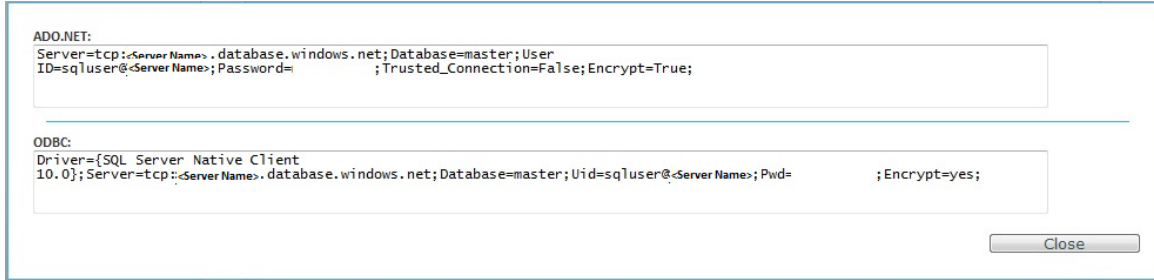 ADO.NET:
Server=tcp:<Server Name>.database.windows.net;Database=master;User
ID=sqluser@<Server Name>;Password= ;Trusted_Connection=False;Encrypt=True;
ODBC:
Driver={SQL Server Native Client
10.0};Server=tcp:<Server Name>.database.windows.net;Database=master;Uid=sqluser@<Server Name>;Pwd= ;Encrypt=yes;
Close